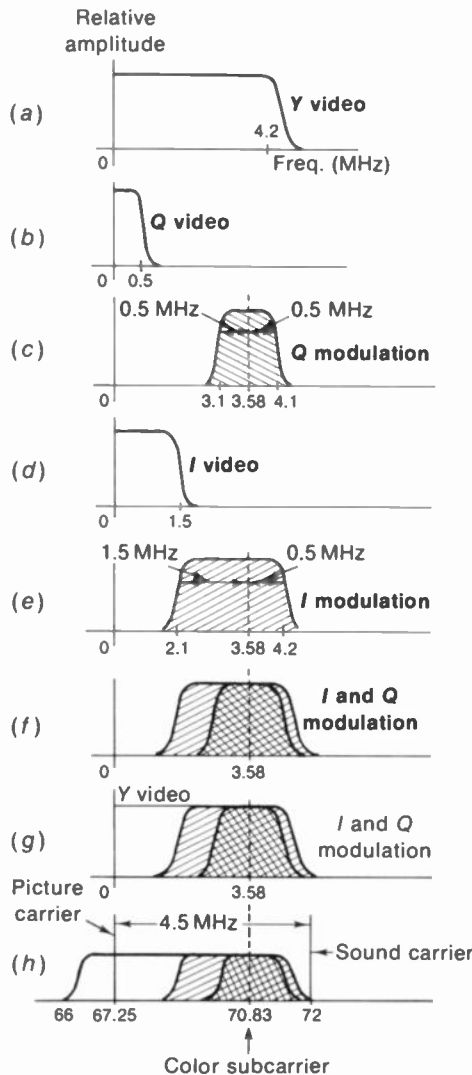 Relative
amplitude
(a)
Y video
4.2
0
Freq. (MHz)
(b)
Q video
0
0.5
0.5 MHz
0.5 MHz
(c)
Q modulation
0
3.1
3.58
4.1
(d)
I video
0
1.5
1.5 MHz
0.5 MHz
(e)
I modulation
0
2.1
3.58
4.2
(f)
I and Q
modulation
0
3.58
Y video
(g)
I and Q
modulation
0
3.58
Picture
carrier
4.5 MHz
(h)
Sound carrier
66
67.25
70.83
72
Color subcarrier